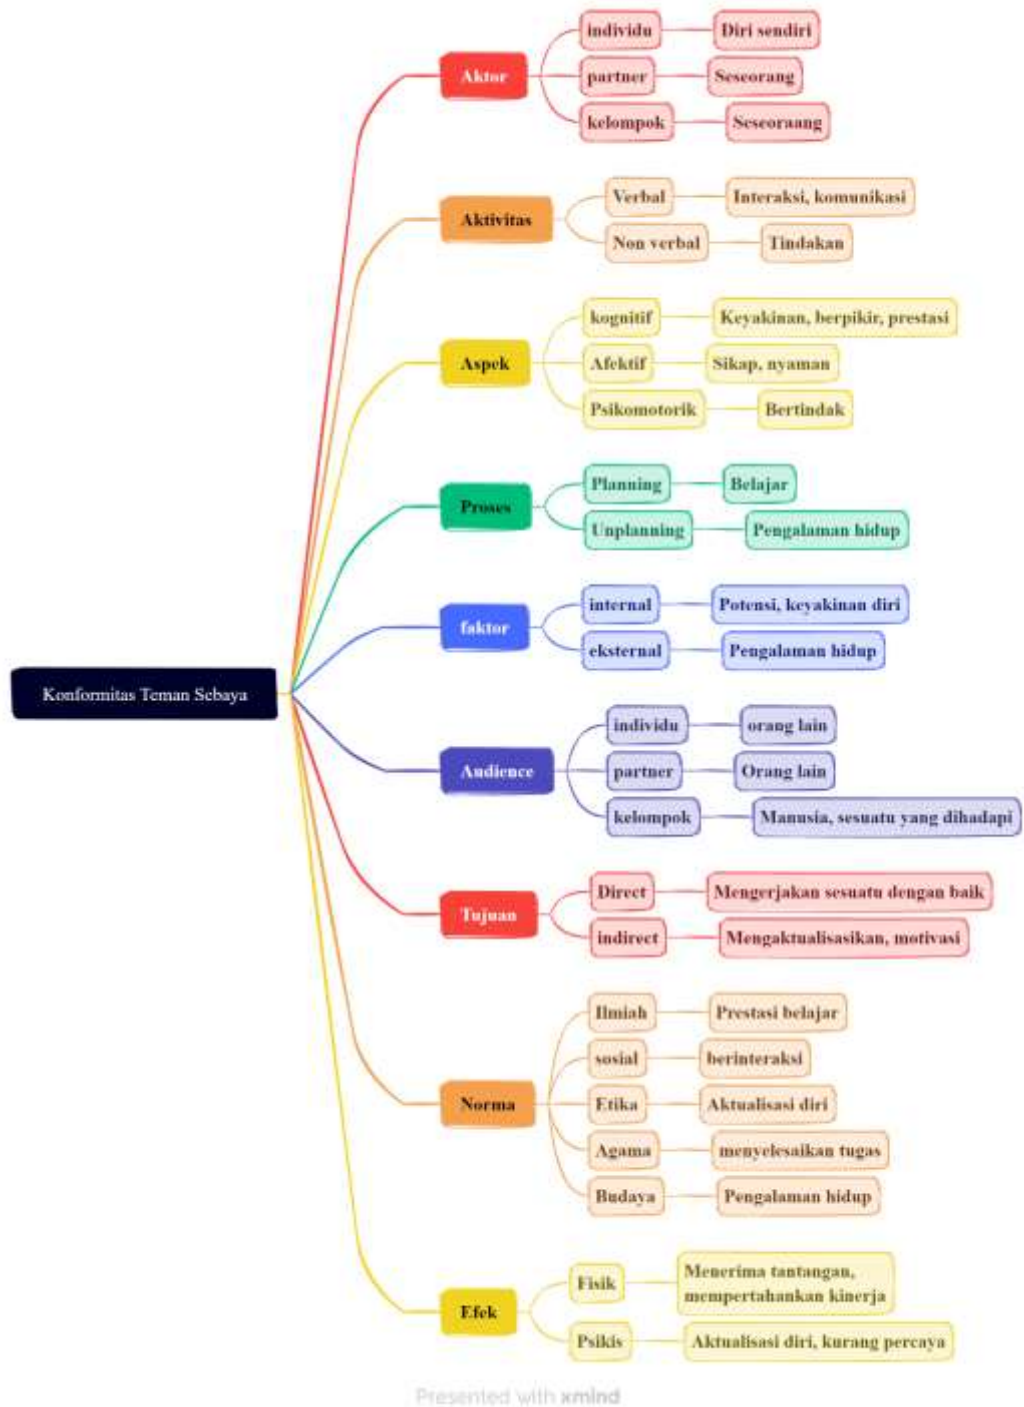 Aktor
individu
Diri sendiri
partner
Seseorang
kelompok
Seseoraang
Aktivitas
Verbal
Interaksi, komunikasi
Non verbal
Tindakan
Aspek
kognitif
Keyakinan, berpikir, prestasi
Afektif
Sikap, nyaman
Psikomotorik
Bertindak
Proses
Planning
Belajar
Unplanning
Pengalaman hidup
faktor
internal
Potensi, keyakinan diri
eksternal
Pengalaman hidup
Konformitas Teman Sebaya
Audience
individu
orang lain
partner
Orang lain
kelompok
Manusia, sesuatu yang dihadapi
Tujuan
Direct
Mengerjakan sesuatu dengan baik
indirect
Mengaktualisasikan, motivasi
Norma
Ilmiah
Prestasi belajar
sosial
berinteraksi
Etika
Aktualisasi diri
Agama
menyelesaikan tugas
Budaya
Pengalaman hidup
Efek
Fisik
Menerima tantangan,
mempertahankan kinerja
Psikis
Aktualisasi diri, kurang percaya
Presented with xmind